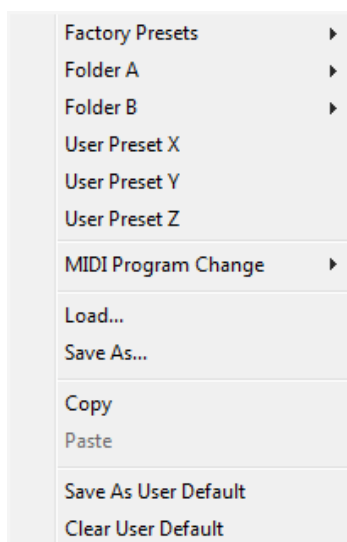 Factory Presets
Folder A
Folder B
User Preset X
User Preset Y
User Preset Z
MIDI Program Change
Load...
Save As...
Copy
Paste
Save As User Default
Clear User Default